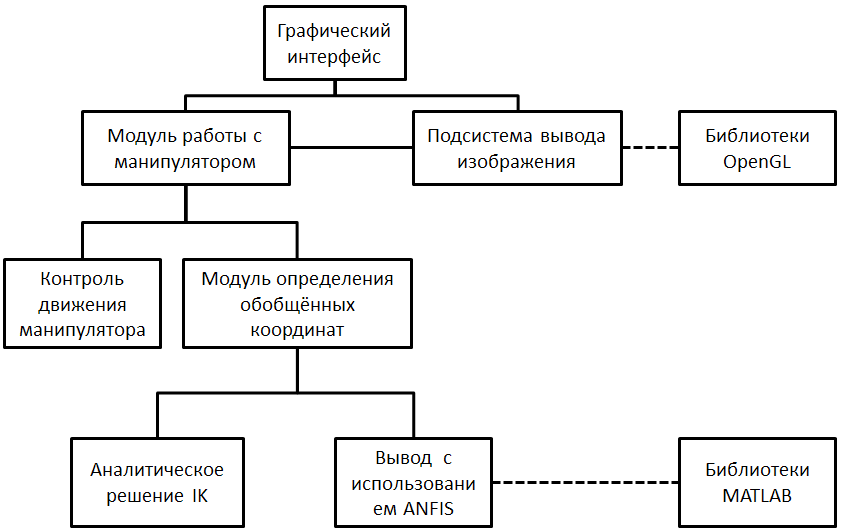 Графический
интерфейс
Модуль работы с
манипулятором
Подсистема вывода
изображения
Библиотеки
OpenGL
Контроль
движения
манипулятора
Модуль определения
обобщённых
координат
Аналитическое
решение IK
Вывод с
использовани
ем ANFIS
Библиотеки
MATLAB